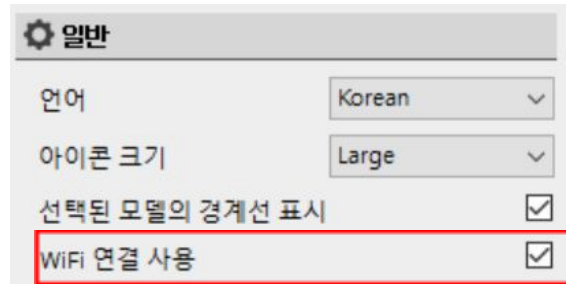 일반
언어 Korean
아이콘 크기 Large
선택된 모델의 경계선 표시
WiFi 연결 사용